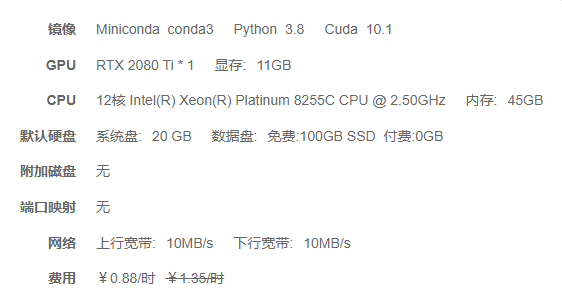 镜像 Miniconda conda3 Python 3.8 Cuda 10.1
GPU RTX 2080 Ti * 1 显存: 11GB
CPU 12核 Intel(R) Xeon(R) Platinum 8255C CPU @ 2.50GHz 内存: 45GB
默认硬盘 系统盘: 20 GB 数据盘: 免费:100GB SSD 付费:0GB
附加磁盘 无
端口映射 无
网络 上行宽带: 10MB/s 下行宽带: 10MB/s
费用 ￥0.88/时 ￥1.35/时